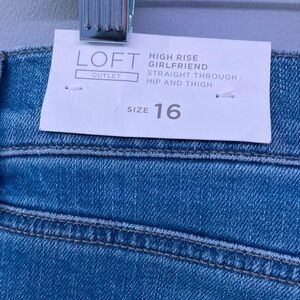 LOFT
OUTLET
HIGH RISE
GIRLFRIEND
STRAIGHT THROUGH
HIP AND THIGH
SIZE 16